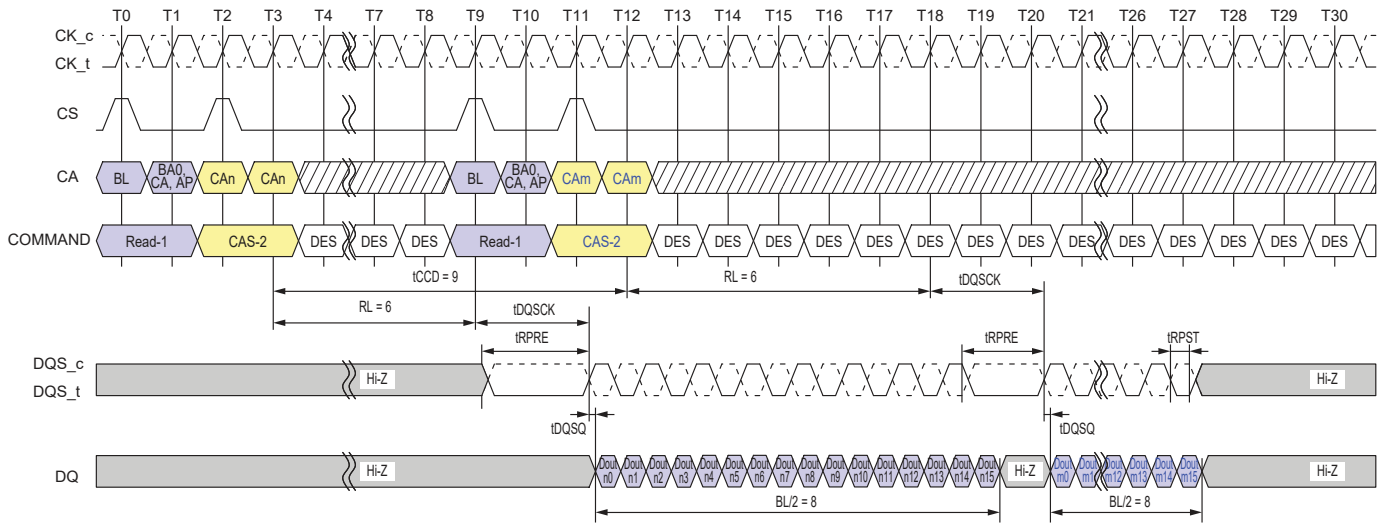 T0 T1 T2 T3 T4 T7 T8 T9 T10 T11 T12 T13 T14 T15 T16 T17 T18 T19 T20 T21 T26 T27 T28 T29 T30
CK_c
CK_t
CS
CA
BL BA0, CA, AP CAn CAn BL BA0, CA, AP CAm CAm
COMMAND
Read-1 CAS-2 DES DES DES Read-1 CAS-2 DES DES DES DES DES DES DES DES DES DES DES DES DES DES
tCCD = 9 RL = 6 tDQSCK
RL = 6 tDQSCK
tRPRE tRPRE tRPST
DQS_c
DQS_t
Hi-Z Hi-Z
tDQSQ tDQSQ
DQ
Hi-Z Dout n0 Dout n1 Dout n2 Dout n3 Dout n4 Dout n5 Dout n6 Dout n7 Dout n8 Dout n9 Dout n10 Dout n11 Dout n12 Dout n13 Dout n14 Dout n15 Hi-Z Dout m0 Dout m1 Dout m12 Dout m13 Dout m14 Dout m15 Hi-Z
BL/2 = 8 BL/2 = 8